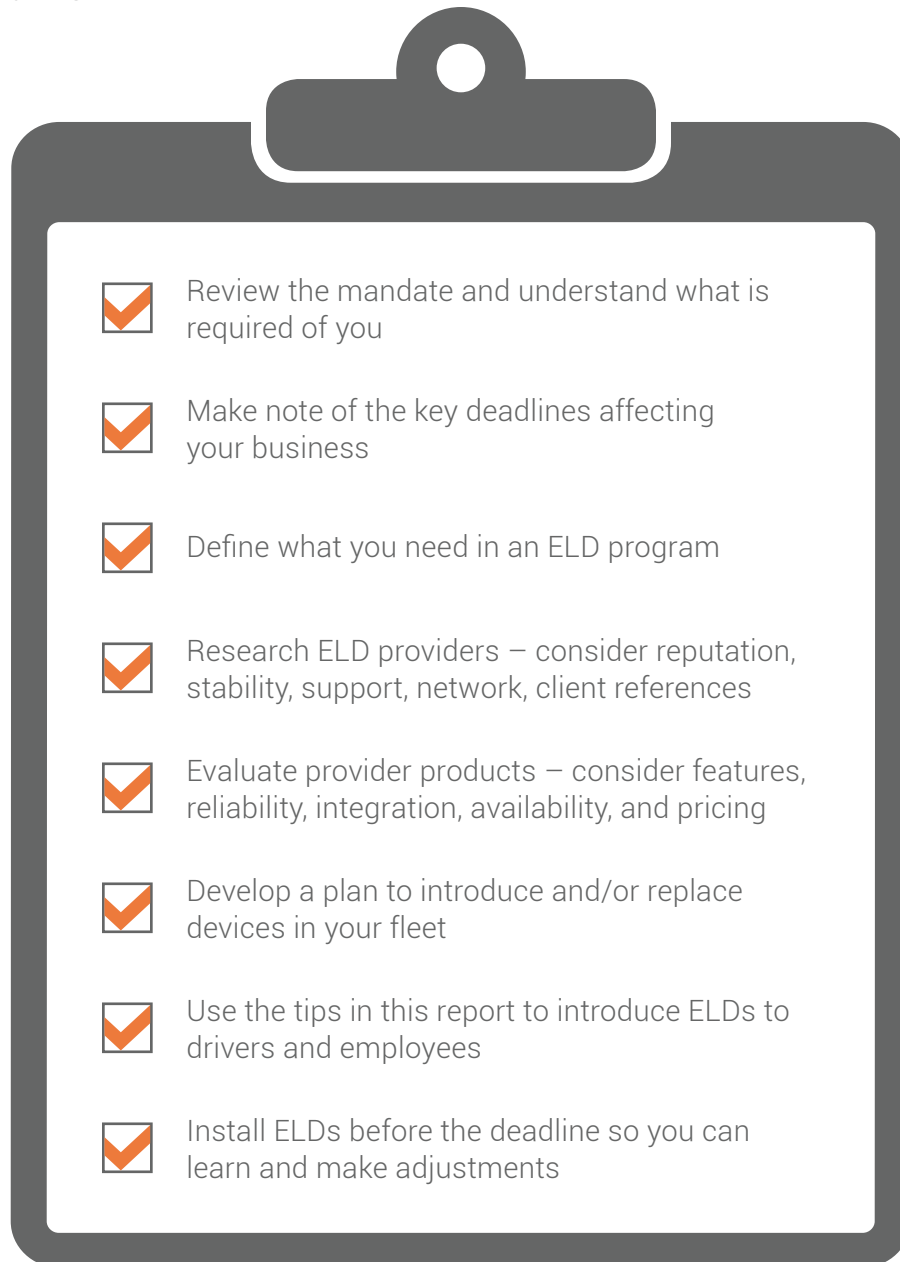 Review the mandate and understand what is
required of you
Make note of the key deadlines affecting
your business
Define what you need in an ELD program
Research ELD providers – consider reputation,
stability, support, network, client references
Evaluate provider products – consider features,
reliability, integration, availability, and pricing
Develop a plan to introduce and/or replace
devices in your fleet
Use the tips in this report to introduce ELDs to
drivers and employees
Install ELDs before the deadline so you can
learn and make adjustments